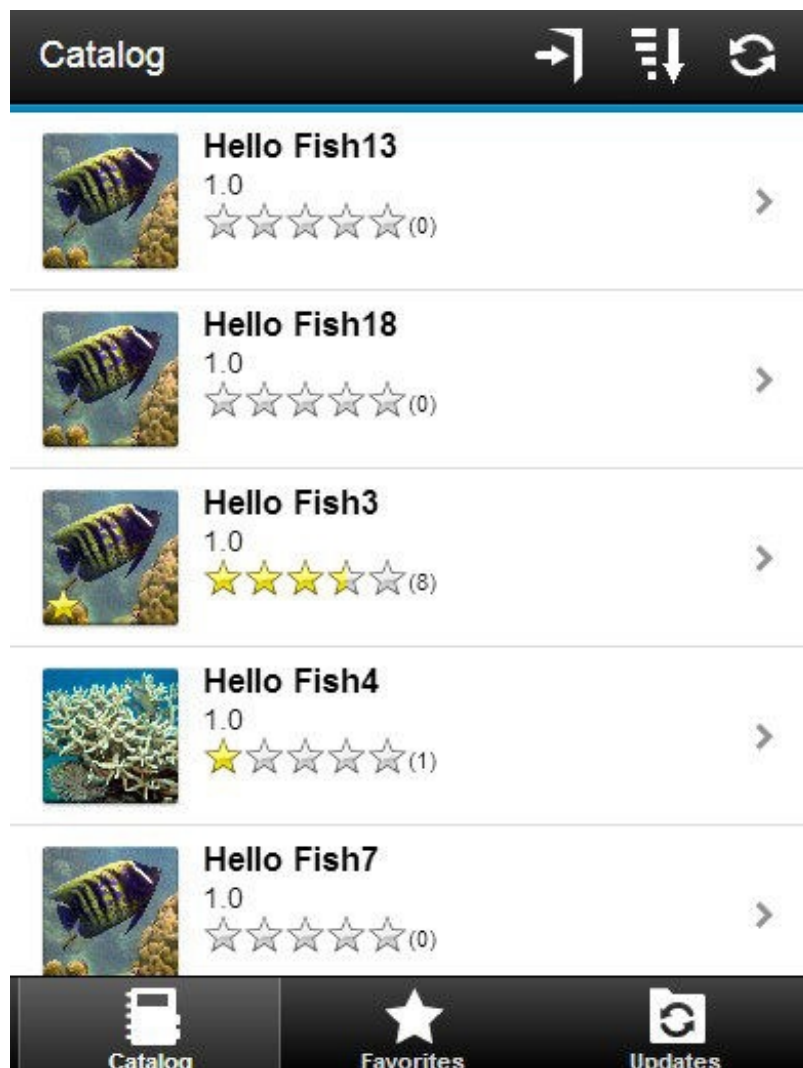 Catalog
Hello Fish13
1.0
(0)
Hello Fish18
1.0
(0)
Hello Fish3
1.0
(8)
Hello Fish4
1.0
(1)
Hello Fish7
1.0
(0)
Catalog Favorites Updates